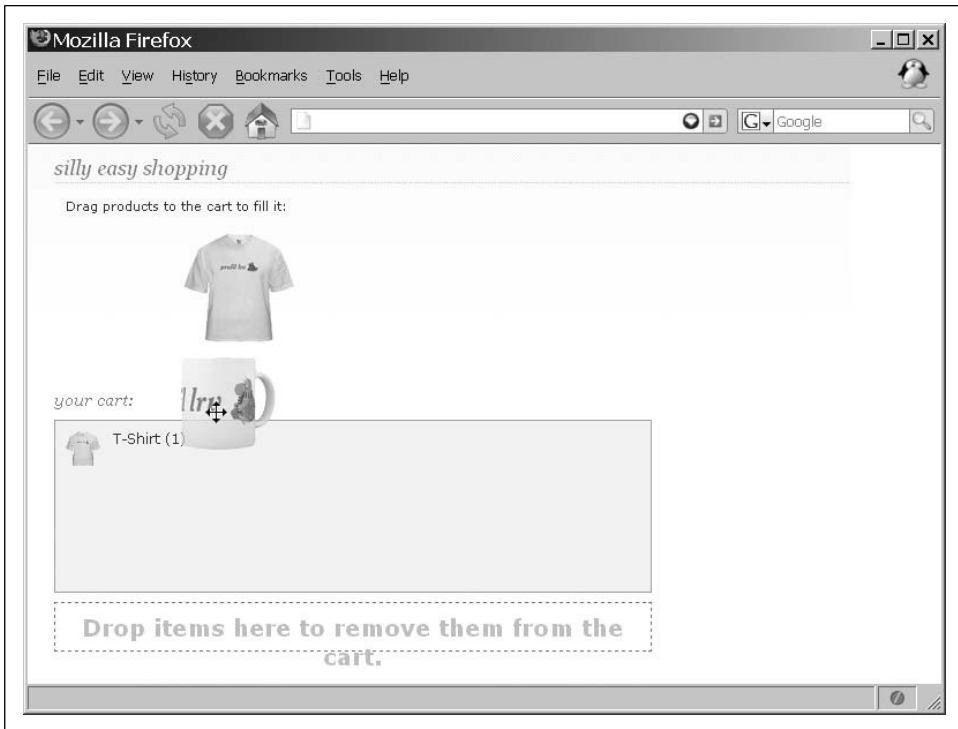 Mozilla Firefox
File Edit View History Bookmarks Tools Help
G Google
silly easy shopping
Drag products to the cart to fill it:
your cart:
T-Shirt (1)
Drop items here to remove them from the
cart.